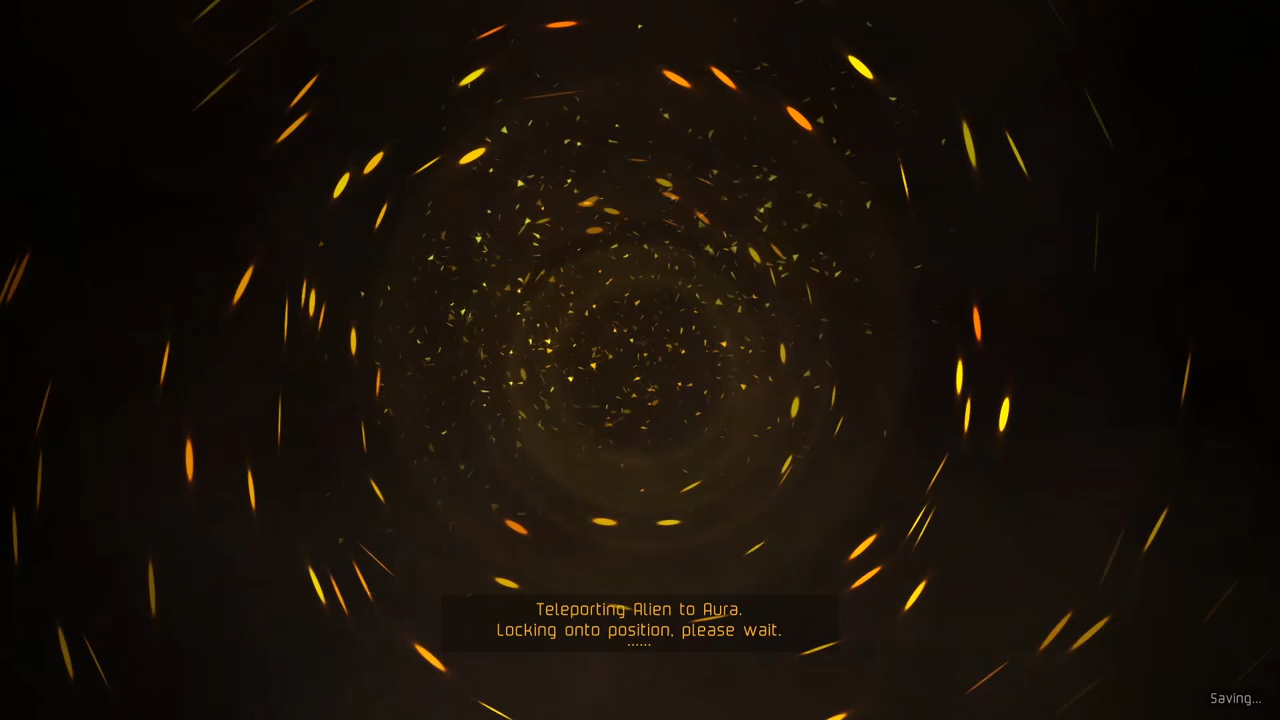 Teleporting Alien to Aura.
Locking onto position, please wait.
......
Saving...